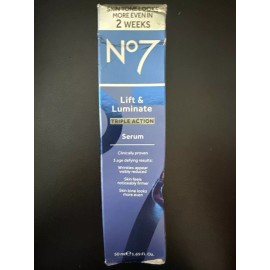 SKIN TONE LOOKS
MORE EVEN IN
2 WEEKS
No7
Lift &
Luminate
TRIPLE ACTION
Serum
Clinically proven
3 age defying results:
Wrinkles appear
visibly reduced
Skin feels
noticeably firmer
Skin tone looks
more even